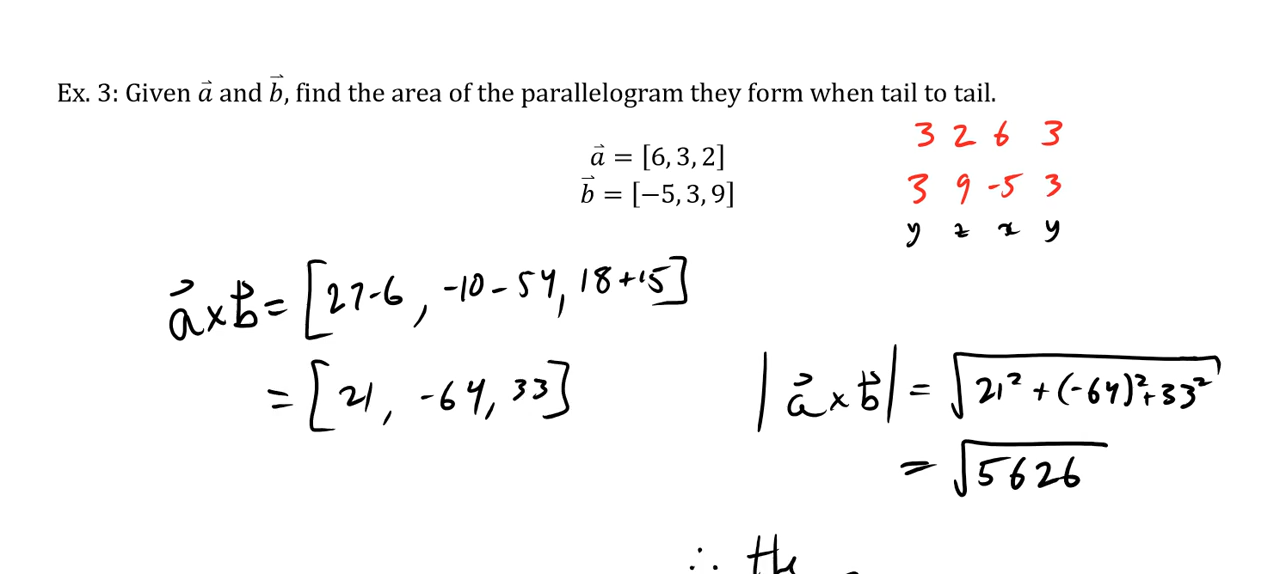 Ex. 3: Given a⃗ and b⃗, find the area of the parallelogram they form when tail to tail.
a⃗ = [6, 3, 2]
b⃗ = [−5, 3, 9]
3 2 6 3
3 9 -5 3
y z x y
a⃗ × b⃗ = [27-6, -10-54, 18+15]
= [21, -64, 33]
|a⃗ × b⃗| = √(21² + (-64)² + 33²)
= √5626
∴ the